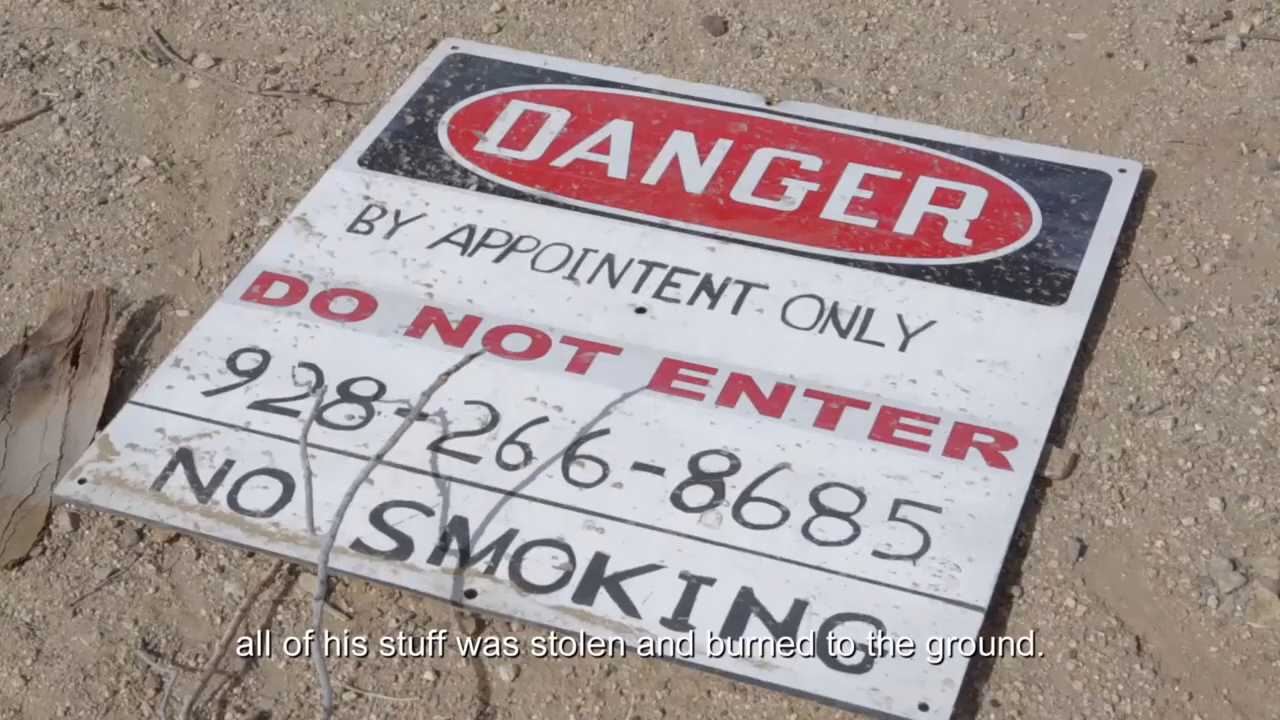 DANGER
BY APPOINTENT ONLY
DO NOT ENTER
928-266-8685
NO SMOKING
all of his stuff was stolen and burned to the ground.